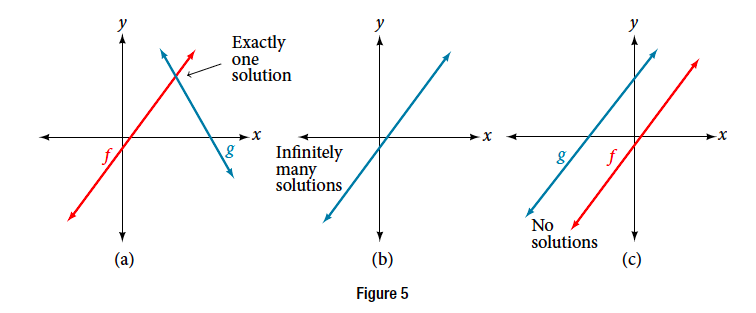 y
Exactly
one
solution
x
f
g
(a)
y
x
Infinitely
many
solutions
(b)
y
x
g
f
No
solutions
(c)
Figure 5